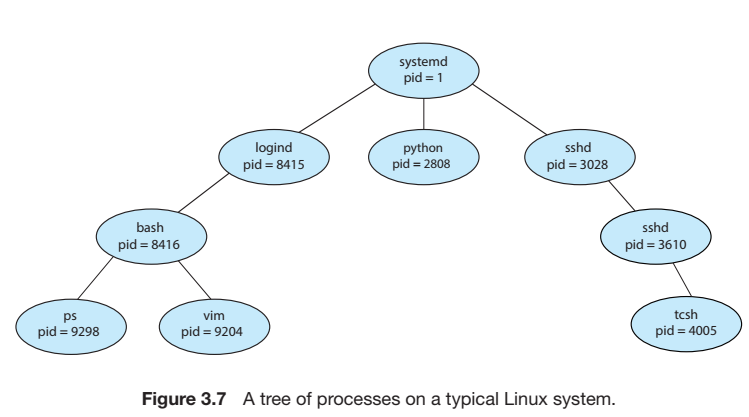 systemd
pid = 1
logind
pid = 8415
python
pid = 2808
sshd
pid = 3028
bash
pid = 8416
sshd
pid = 3610
ps
pid = 9298
vim
pid = 9204
tcsh
pid = 4005
Figure 3.7 A tree of processes on a typical Linux system.